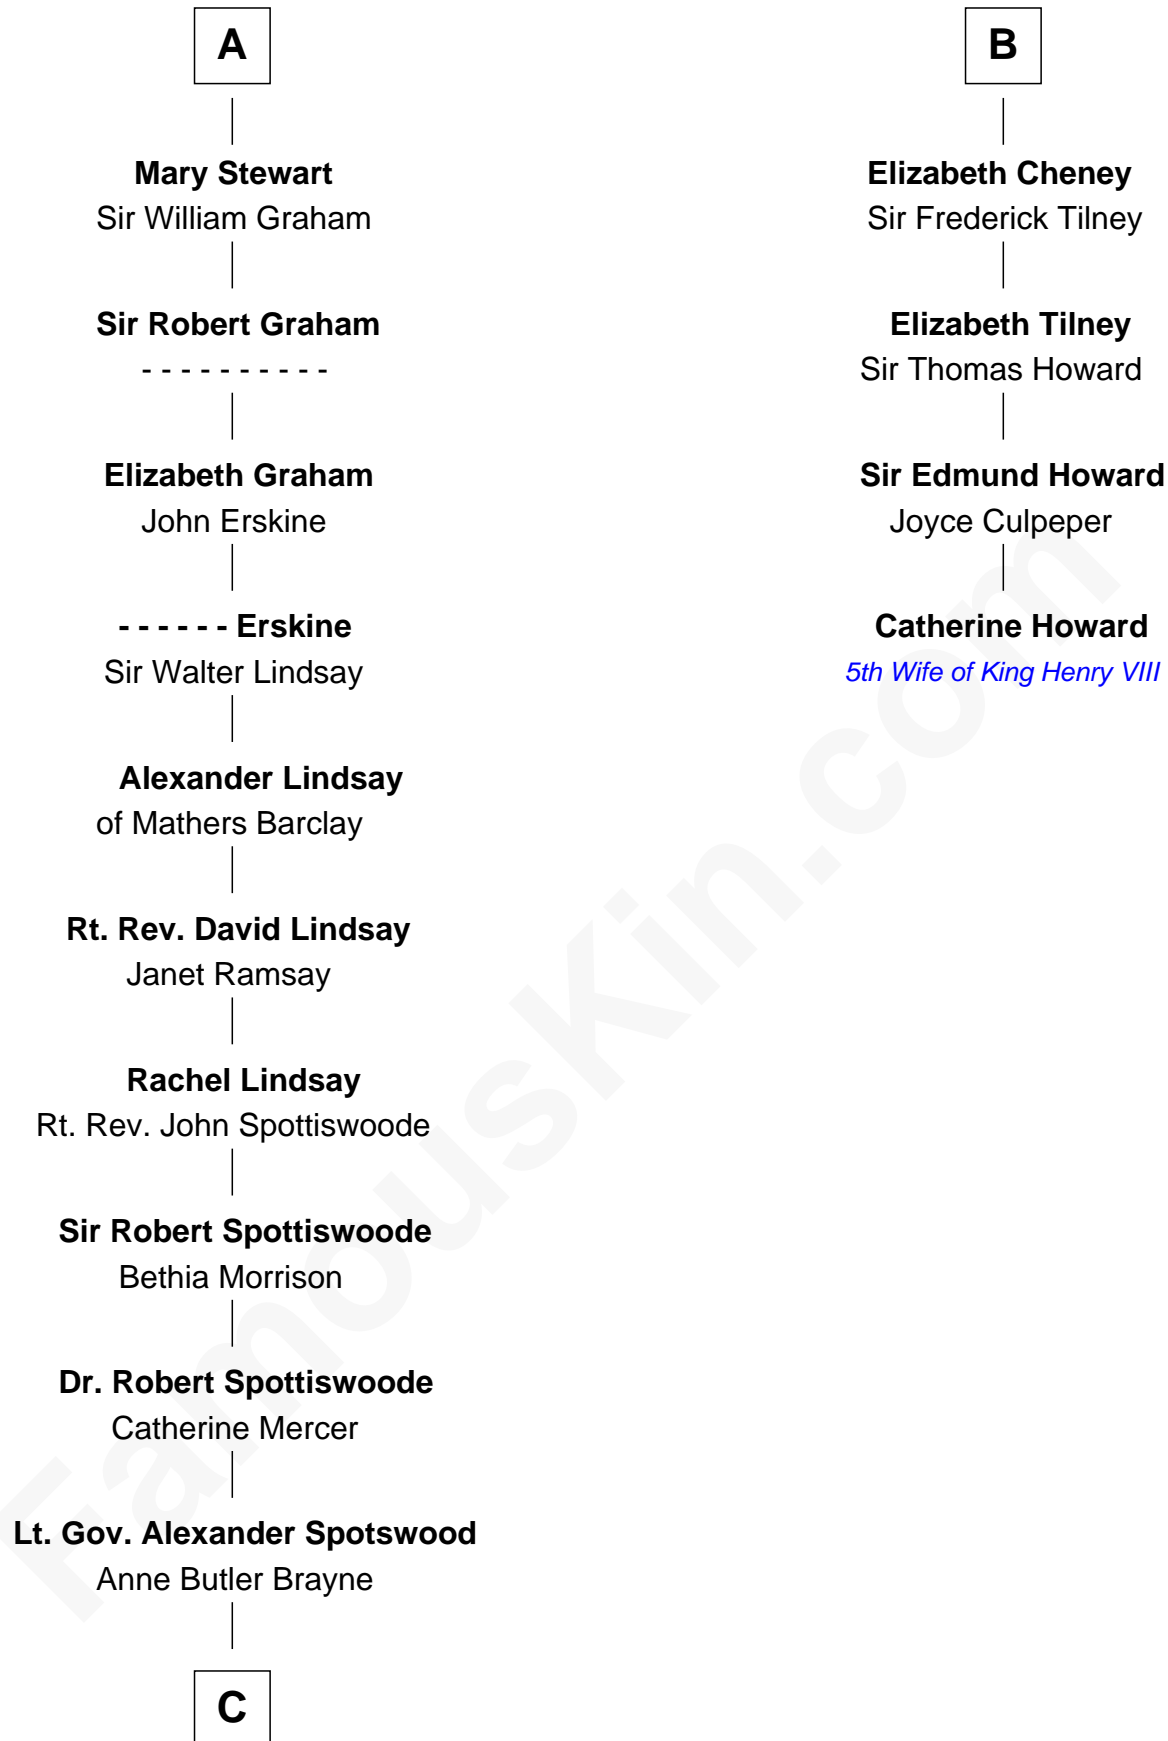 A
Mary Stewart
Sir William Graham
Sir Robert Graham
- - - - - - - - - -
Elizabeth Graham
John Erskine
- - - - - - Erskine
Sir Walter Lindsay
Alexander Lindsay
of Mathers Barclay
Rt. Rev. David Lindsay
Janet Ramsay
Rachel Lindsay
Rt. Rev. John Spottiswoode
Sir Robert Spottiswoode
Bethia Morrison
Dr. Robert Spottiswoode
Catherine Mercer
Lt. Gov. Alexander Spotswood
Anne Butler Brayne
C
B
Elizabeth Cheney
Sir Frederick Tilney
Elizabeth Tilney
Sir Thomas Howard
Sir Edmund Howard
Joyce Culpeper
Catherine Howard
5th Wife of King Henry VIII
FamousKin.com